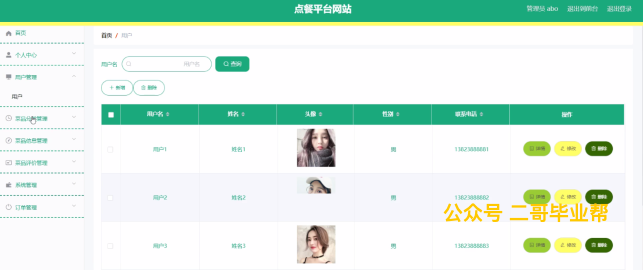 点餐平台网站
管理员 abo 退出到前台 退出登录
首页
个人中心
用户管理
用户
菜品分类管理
菜品信息管理
菜品评价管理
系统管理
订单管理
首页 / 用户
用户名 用户名 查询
+ 新增 删除
用户名 姓名 头像 性别 联系电话 操作
用户1 姓名1 男 13823888881 详情 修改 删除
用户2 姓名2 男 13823888882 详情 修改 删除
用户3 姓名3 男 13823888883 详情 修改 删除
公众号 二哥毕业帮